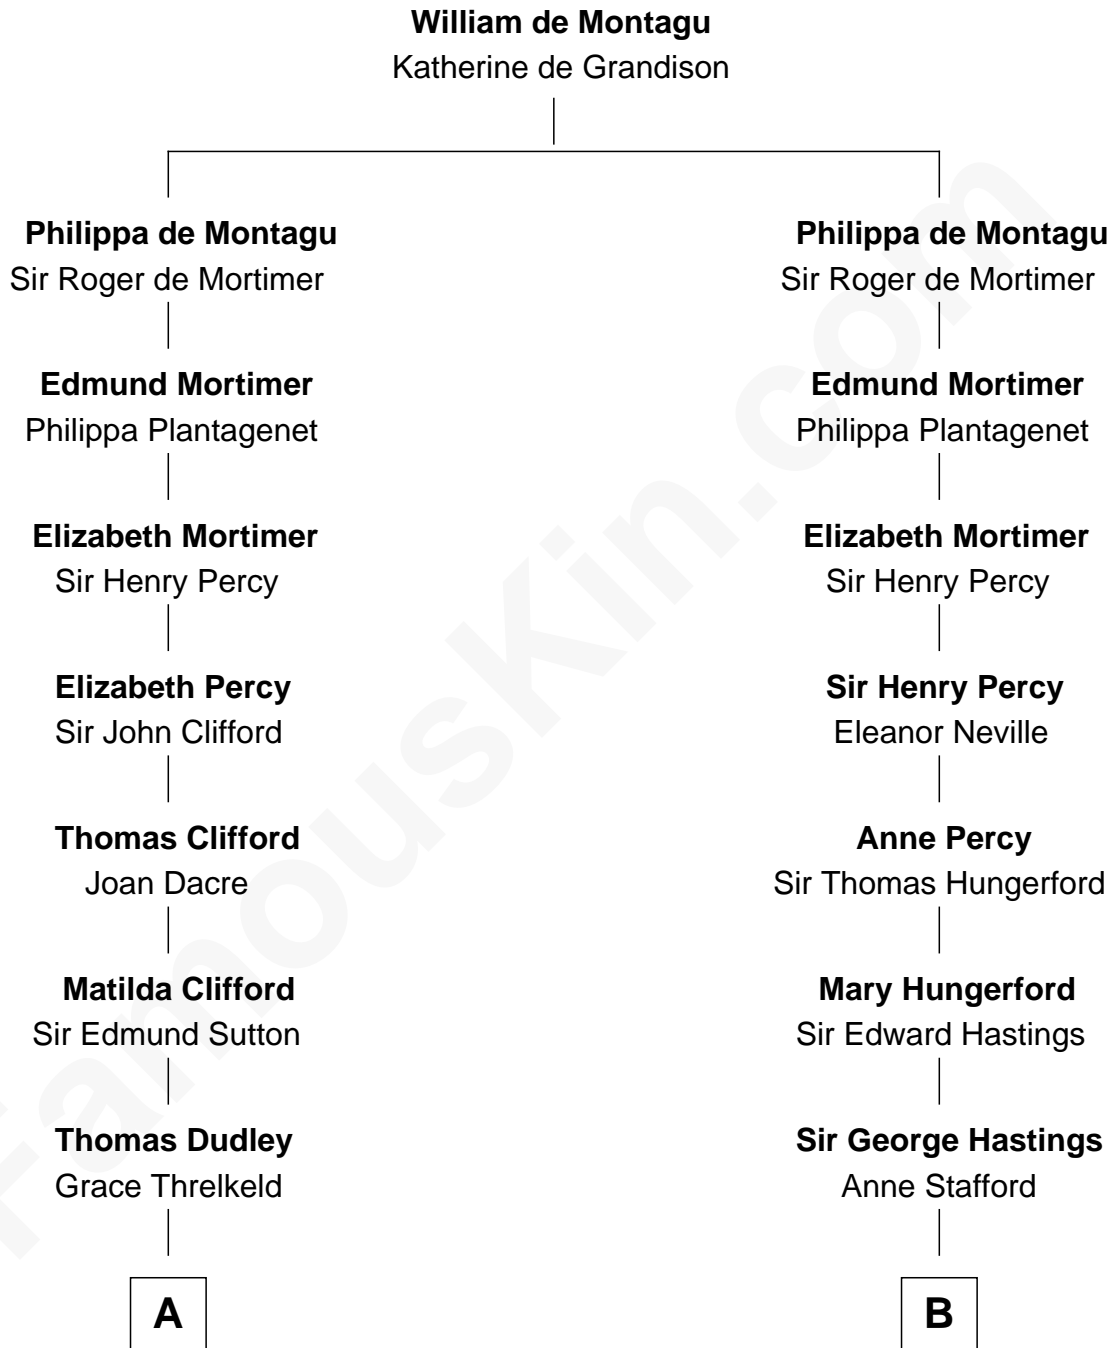 William de Montagu
Katherine de Grandison
Philippa de Montagu
Sir Roger de Mortimer
Philippa de Montagu
Sir Roger de Mortimer
Edmund Mortimer
Philippa Plantagenet
Edmund Mortimer
Philippa Plantagenet
Elizabeth Mortimer
Sir Henry Percy
Elizabeth Mortimer
Sir Henry Percy
Elizabeth Percy
Sir John Clifford
Sir Henry Percy
Eleanor Neville
Thomas Clifford
Joan Dacre
Anne Percy
Sir Thomas Hungerford
Matilda Clifford
Sir Edmund Sutton
Mary Hungerford
Sir Edward Hastings
Thomas Dudley
Grace Threlkeld
Sir George Hastings
Anne Stafford
A
B
FamousKin.com